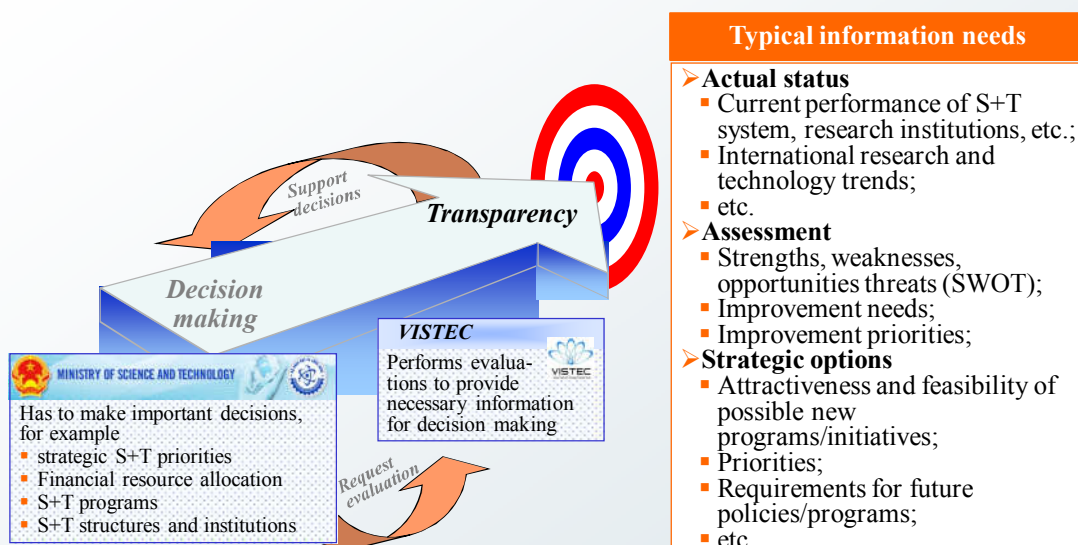 Typical information needs
Actual status
Current performance of S+T
system, research institutions, etc.;
International research and
technology trends;
etc.
Assessment
Strengths, weaknesses,
opportunities threats (SWOT);
Improvement needs;
Improvement priorities;
Strategic options
Attractiveness and feasibility of
possible new
programs/initiatives;
Priorities;
Requirements for future
policies/programs;
etc
Support
decisions
Transparency
Decision
making
VISTEC
Performs evalua-
tions to provide
necessary information
for decision making
VISTEC
MINISTRY OF SCIENCE AND TECHNOLOGY
Has to make important decisions,
for example
strategic S+T priorities
Financial resource allocation
S+T programs
S+T structures and institutions
Request
evaluation